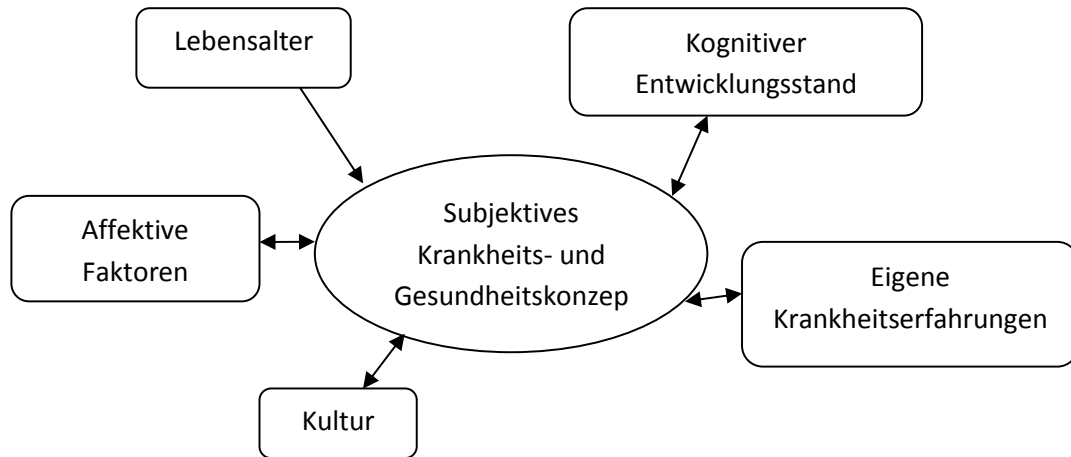 Lebensalter
Kognitiver
Entwicklungsstand
Affektive
Faktoren
Subjektives
Krankheits- und
Gesundheitskonzep
Eigene
Krankheitserfahrungen
Kultur